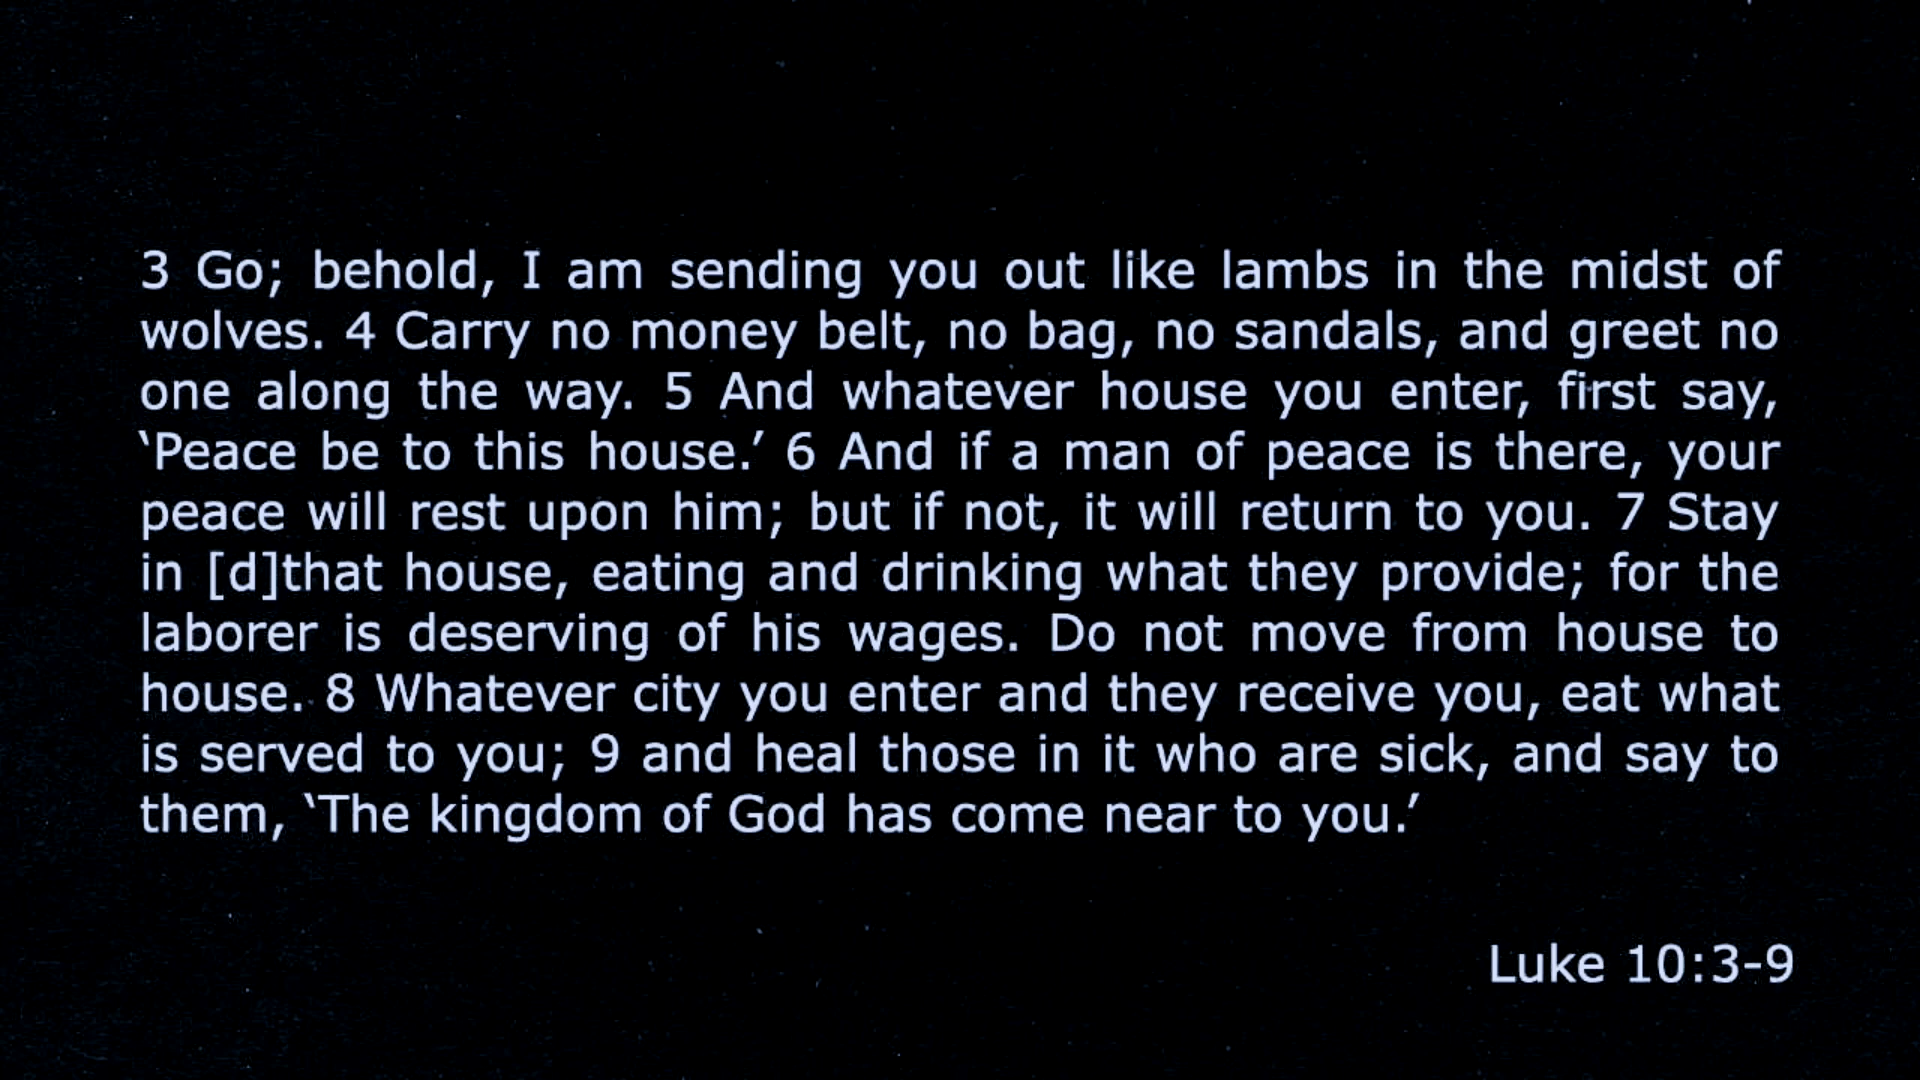 3 Go; behold, I am sending you out like lambs in the midst of
wolves. 4 Carry no money belt, no bag, no sandals, and greet no
one along the way. 5 And whatever house you enter, first say,
‘Peace be to this house.’ 6 And if a man of peace is there, your
peace will rest upon him; but if not, it will return to you. 7 Stay
in [d]that house, eating and drinking what they provide; for the
laborer is deserving of his wages. Do not move from house to
house. 8 Whatever city you enter and they receive you, eat what
is served to you; 9 and heal those in it who are sick, and say to
them, ‘The kingdom of God has come near to you.’
Luke 10:3-9